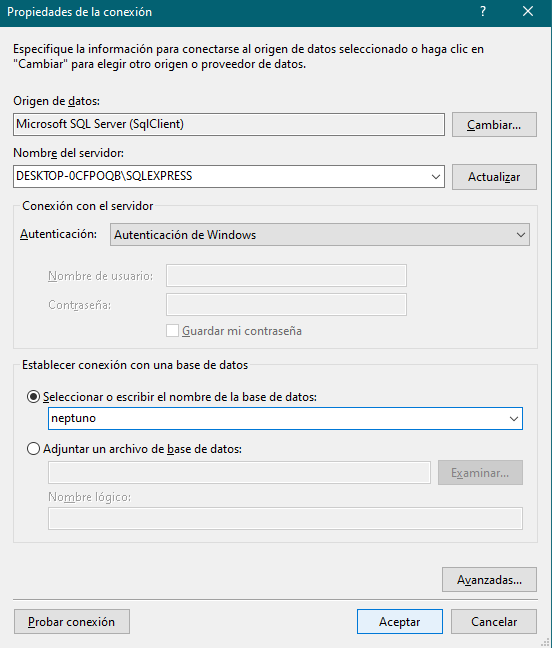 Propiedades de la conexión
?
Especifique la información para conectarse al origen de datos seleccionado o haga clic en
"Cambiar" para elegir otro origen o proveedor de datos.
Origen de datos:
Microsoft SQL Server (SqlClient)
Cambiar...
Nombre del servidor:
DESKTOP-0CFPOQB\SQLEXPRESS
Actualizar
Conexión con el servidor
Autenticación:
Autenticación de Windows
Nombre de usuario:
Contraseña:
Guardar mi contraseña
Establecer conexión con una base de datos
Seleccionar o escribir el nombre de la base de datos:
neptuno
Adjuntar un archivo de base de datos:
Examinar...
Nombre lógico:
Avanzadas...
Probar conexión
Aceptar
Cancelar